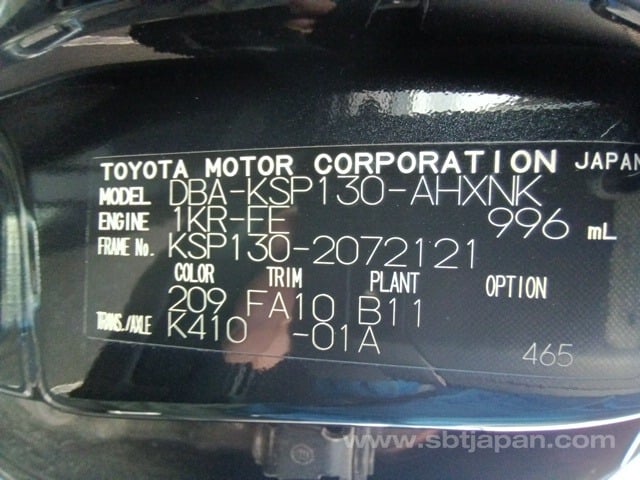 TOYOTA MOTOR CORPORATION JAPAN
MODEL DBA-KSP130-AHXNK
ENGINE 1KR-FE 996 mL
FRAME No. KSP130-2072121
COLOR TRIM PLANT OPTION
209 FA10 B11
TRANS./AXLE K410 -01A
465
www.sbtjapan.com